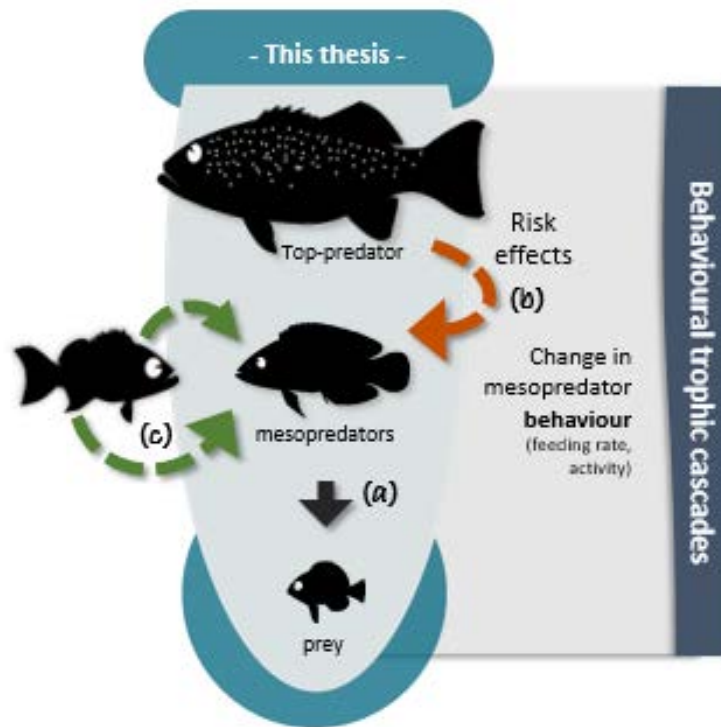 - This thesis -
Top-predator
Risk
effects
(b)
Change in
mesopredator
behaviour
(feeding rate,
activity)
(c)
mesopredators
(a)
prey
Behavioural trophic cascades